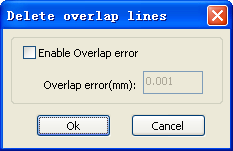 Delete overlap lines
Enable Overlap error
Overlap error(mm): 0.001
Ok Cancel